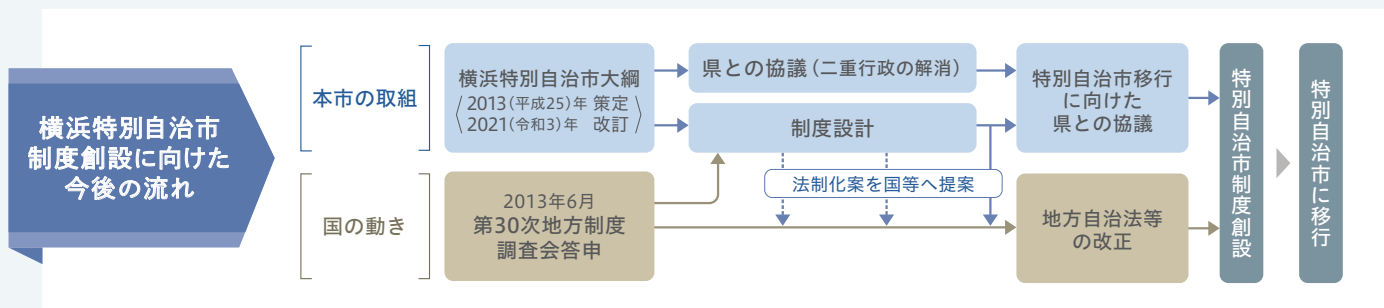 横浜特別自治市
制度創設に向けた
今後の流れ
本市の取組
横浜特別自治市大綱
2013(平成25)年 策定
2021(令和3)年 改訂
県との協議(二重行政の解消)
制度設計
法制化案を国等へ提案
特別自治市移行
に向けた
県との協議
国の動き
2013年6月
第30次地方制度
調査会答申
地方自治法等
の改正
特別自治市制度創設
特別自治市に移行